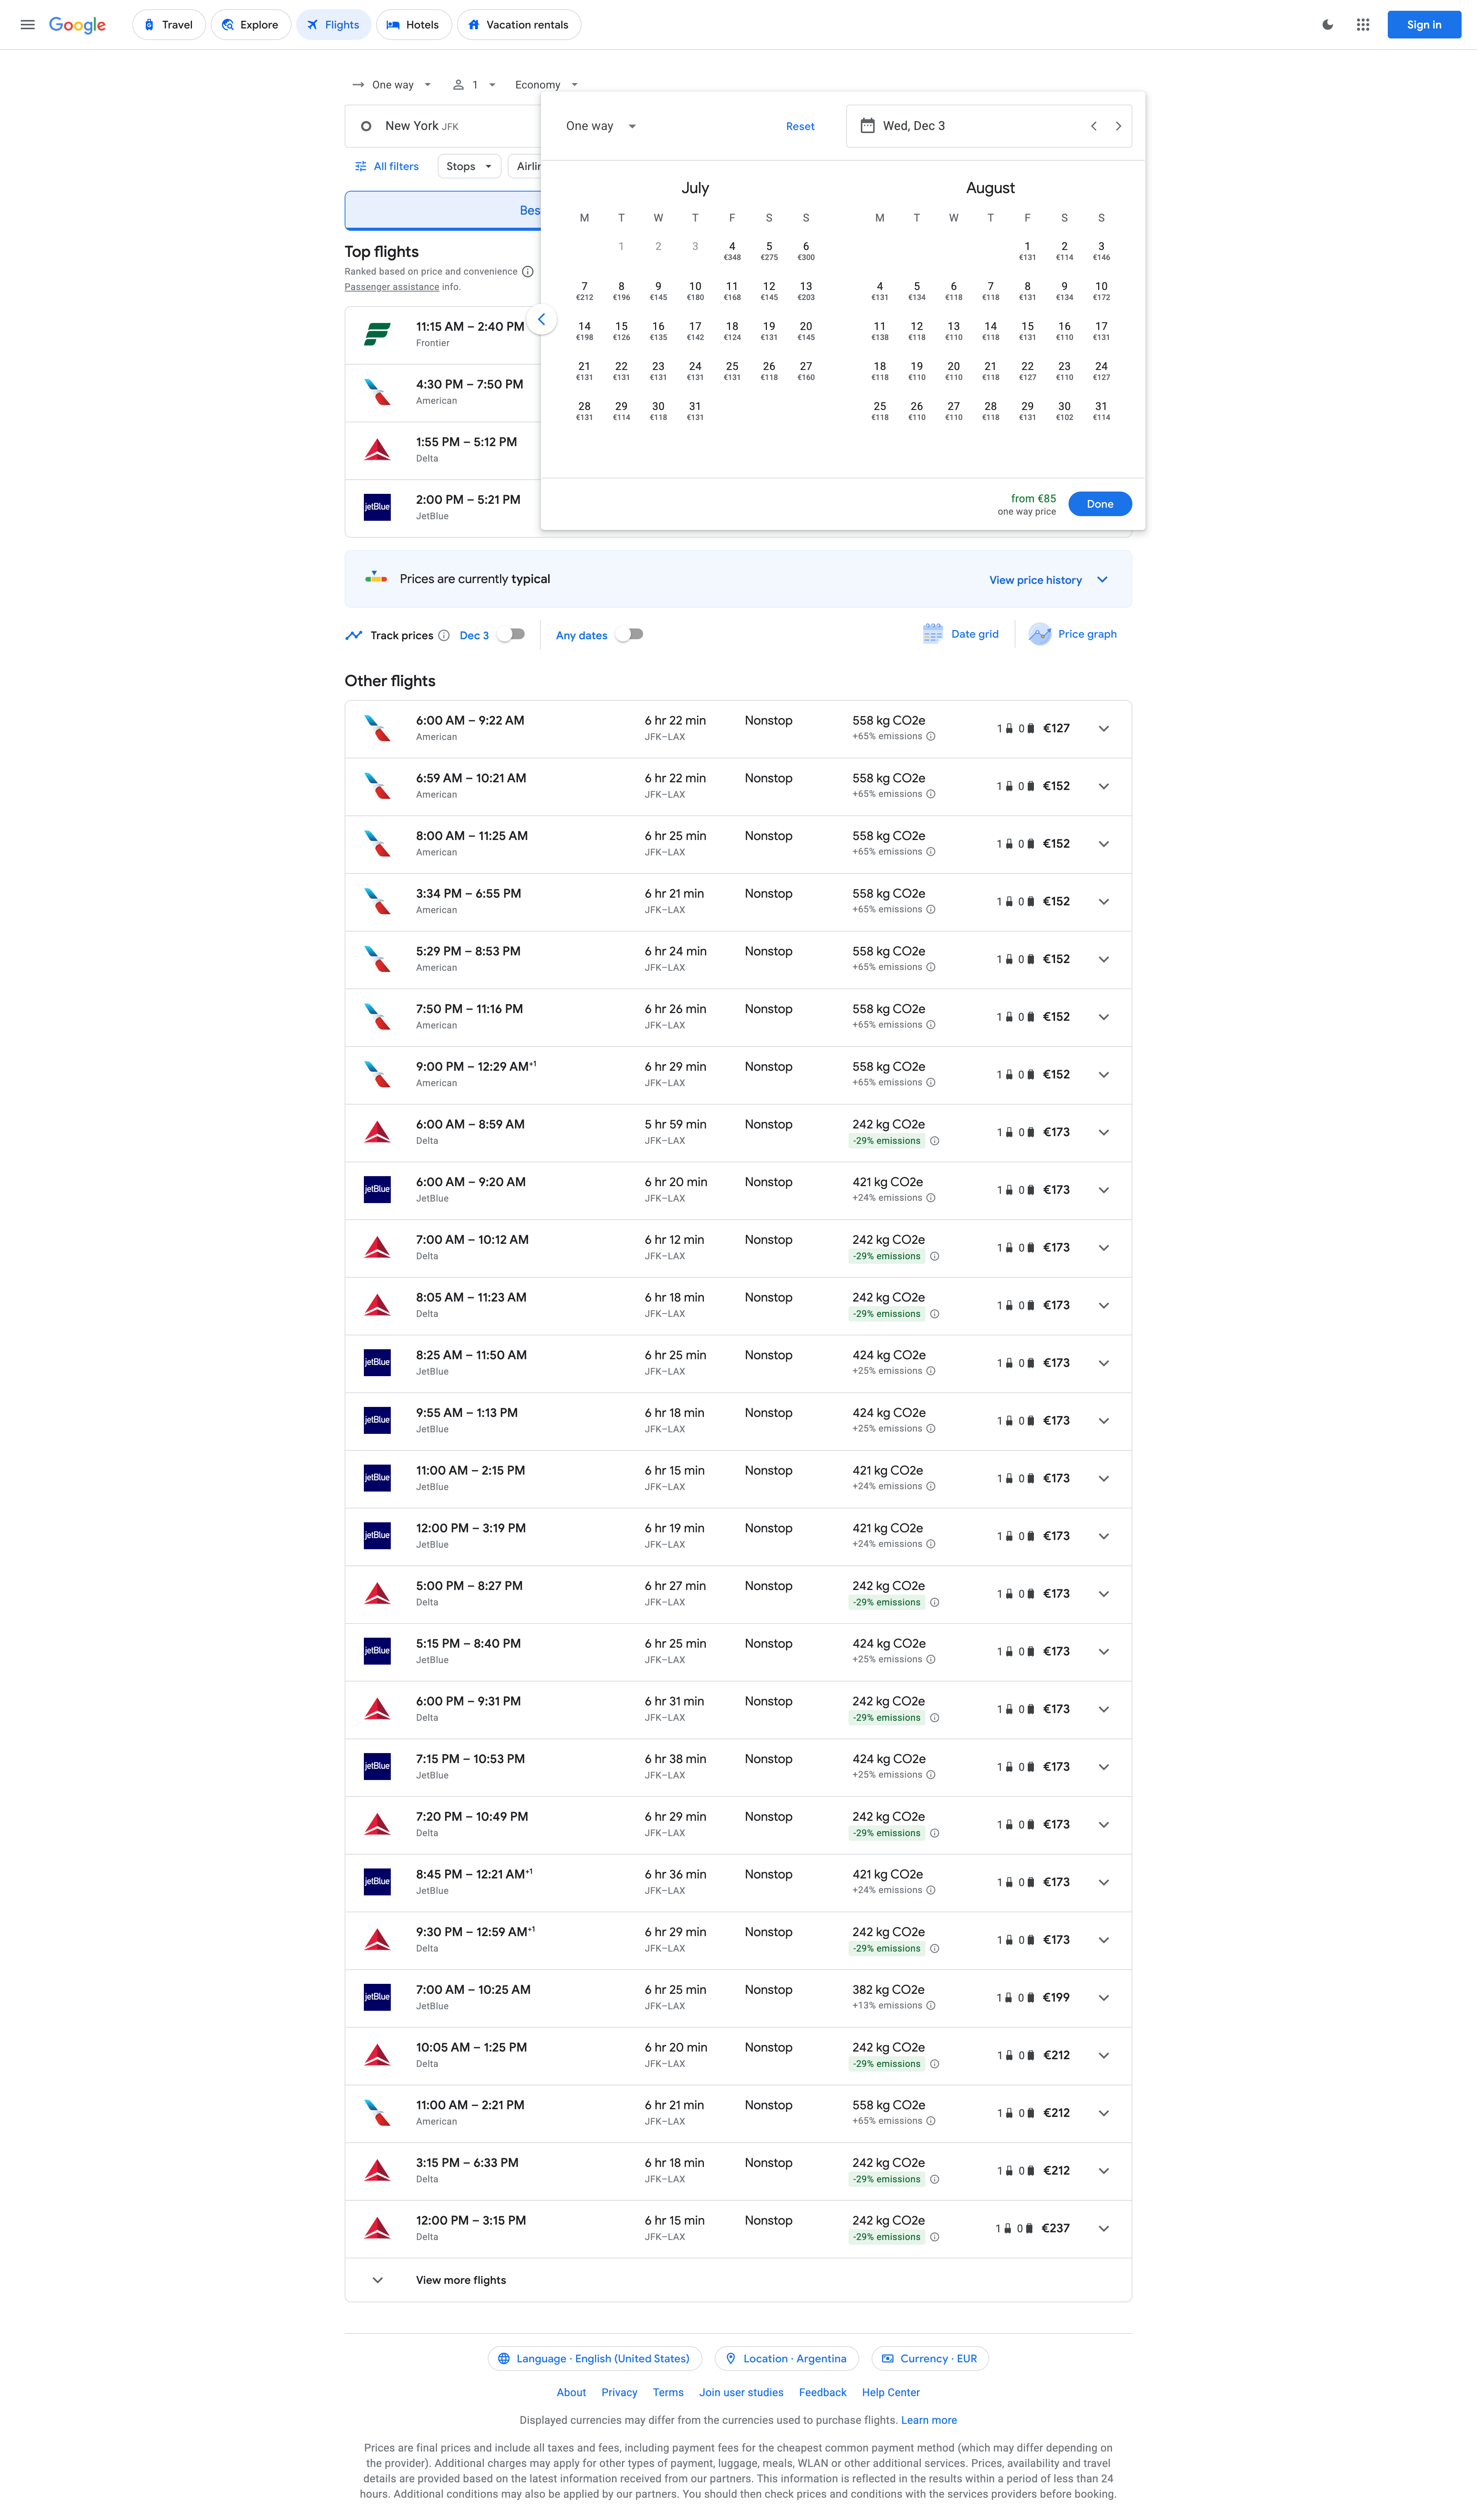 Google Travel Explore Flights Hotels Vacation rentals Sign in
One way 1 Economy
New York JFK
One way Reset Wed, Dec 3
All filters Stops
Top flights
Ranked based on price and convenience
Passenger assistance info.
11:15 AM – 2:40 PM
Frontier
4:30 PM – 7:50 PM
American
1:55 PM – 5:12 PM
Delta
jetBlue
2:00 PM – 5:21 PM
JetBlue
July
M T W T F S S
1 2 3 4 5 6
€348 €275 €300
7 8 9 10 11 12 13
€212 €196 €145 €180 €168 €145 €203
14 15 16 17 18 19 20
€198 €126 €135 €142 €124 €131 €145
21 22 23 24 25 26 27
€131 €131 €131 €131 €131 €118 €160
28 29 30 31
€131 €114 €118 €131
August
M T W T F S S
1 2 3
€131 €114 €146
4 5 6 7 8 9 10
€131 €134 €118 €118 €131 €134 €172
11 12 13 14 15 16 17
€138 €118 €110 €118 €131 €110 €131
18 19 20 21 22 23 24
€118 €110 €110 €118 €127 €110 €127
25 26 27 28 29 30 31
€118 €110 €110 €118 €131 €102 €114
from €85
one way price
Done
Prices are currently typical View price history
Track prices Dec 3 Any dates Date grid Price graph
Other flights
6:00 AM – 9:22 AM 6 hr 22 min Nonstop 558 kg CO2e 1 0 €127
American JFK–LAX +65% emissions
6:59 AM – 10:21 AM 6 hr 22 min Nonstop 558 kg CO2e 1 0 €152
American JFK–LAX +65% emissions
8:00 AM – 11:25 AM 6 hr 25 min Nonstop 558 kg CO2e 1 0 €152
American JFK–LAX +65% emissions
3:34 PM – 6:55 PM 6 hr 21 min Nonstop 558 kg CO2e 1 0 €152
American JFK–LAX +65% emissions
5:29 PM – 8:53 PM 6 hr 24 min Nonstop 558 kg CO2e 1 0 €152
American JFK–LAX +65% emissions
7:50 PM – 11:16 PM 6 hr 26 min Nonstop 558 kg CO2e 1 0 €152
American JFK–LAX +65% emissions
9:00 PM – 12:29 AM+1 6 hr 29 min Nonstop 558 kg CO2e 1 0 €152
American JFK–LAX +65% emissions
6:00 AM – 8:59 AM 5 hr 59 min Nonstop 242 kg CO2e 1 0 €173
Delta JFK–LAX -29% emissions
jetBlue 6:00 AM – 9:20 AM 6 hr 20 min Nonstop 421 kg CO2e 1 0 €173
JetBlue JFK–LAX +24% emissions
7:00 AM – 10:12 AM 6 hr 12 min Nonstop 242 kg CO2e 1 0 €173
Delta JFK–LAX -29% emissions
8:05 AM – 11:23 AM 6 hr 18 min Nonstop 242 kg CO2e 1 0 €173
Delta JFK–LAX -29% emissions
jetBlue 8:25 AM – 11:50 AM 6 hr 25 min Nonstop 424 kg CO2e 1 0 €173
JetBlue JFK–LAX +25% emissions
jetBlue 9:55 AM – 1:13 PM 6 hr 18 min Nonstop 424 kg CO2e 1 0 €173
JetBlue JFK–LAX +25% emissions
jetBlue 11:00 AM – 2:15 PM 6 hr 15 min Nonstop 421 kg CO2e 1 0 €173
JetBlue JFK–LAX +24% emissions
jetBlue 12:00 PM – 3:19 PM 6 hr 19 min Nonstop 421 kg CO2e 1 0 €173
JetBlue JFK–LAX +24% emissions
5:00 PM – 8:27 PM 6 hr 27 min Nonstop 242 kg CO2e 1 0 €173
Delta JFK–LAX -29% emissions
jetBlue 5:15 PM – 8:40 PM 6 hr 25 min Nonstop 424 kg CO2e 1 0 €173
JetBlue JFK–LAX +25% emissions
6:00 PM – 9:31 PM 6 hr 31 min Nonstop 242 kg CO2e 1 0 €173
Delta JFK–LAX -29% emissions
jetBlue 7:15 PM – 10:53 PM 6 hr 38 min Nonstop 424 kg CO2e 1 0 €173
JetBlue JFK–LAX +25% emissions
7:20 PM – 10:49 PM 6 hr 29 min Nonstop 242 kg CO2e 1 0 €173
Delta JFK–LAX -29% emissions
jetBlue 8:45 PM – 12:21 AM+1 6 hr 36 min Nonstop 421 kg CO2e 1 0 €173
JetBlue JFK–LAX +24% emissions
9:30 PM – 12:59 AM+1 6 hr 29 min Nonstop 242 kg CO2e 1 0 €173
Delta JFK–LAX -29% emissions
jetBlue 7:00 AM – 10:25 AM 6 hr 25 min Nonstop 382 kg CO2e 1 0 €199
JetBlue JFK–LAX +13% emissions
10:05 AM – 1:25 PM 6 hr 20 min Nonstop 242 kg CO2e 1 0 €212
Delta JFK–LAX -29% emissions
11:00 AM – 2:21 PM 6 hr 21 min Nonstop 558 kg CO2e 1 0 €212
American JFK–LAX +65% emissions
3:15 PM – 6:33 PM 6 hr 18 min Nonstop 242 kg CO2e 1 0 €212
Delta JFK–LAX -29% emissions
12:00 PM – 3:15 PM 6 hr 15 min Nonstop 242 kg CO2e 1 0 €237
Delta JFK–LAX -29% emissions
View more flights
Language · English (United States) Location · Argentina Currency · EUR
About Privacy Terms Join user studies Feedback Help Center
Displayed currencies may differ from the currencies used to purchase flights. Learn more
Prices are final prices and include all taxes and fees, including payment fees for the cheapest common payment method (which may differ depending on
the provider). Additional charges may apply for other types of payment, luggage, meals, WLAN or other additional services. Prices, availability and travel
details are provided based on the latest information received from our partners. This information is reflected in the results within a period of less than 24
hours. Additional conditions may also be applied by our partners. You should then check prices and conditions with the services providers before booking.